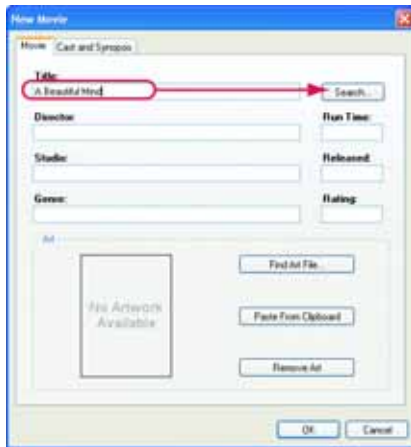 New Movie
Movie Cast and Synopsis
Title:
A Beautiful Mind
Search...
Director:
Run Time:
Studio:
Released:
Genre:
Rating:
Art
No Artwork
Available
Find Art File...
Paste From Clipboard
Remove Art
OK Cancel